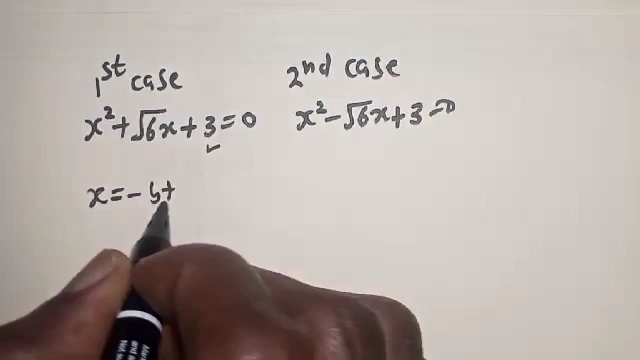 1st case 2nd case
x² + √6x + 3 = 0 x² - √6x + 3 = 0
x = - b +